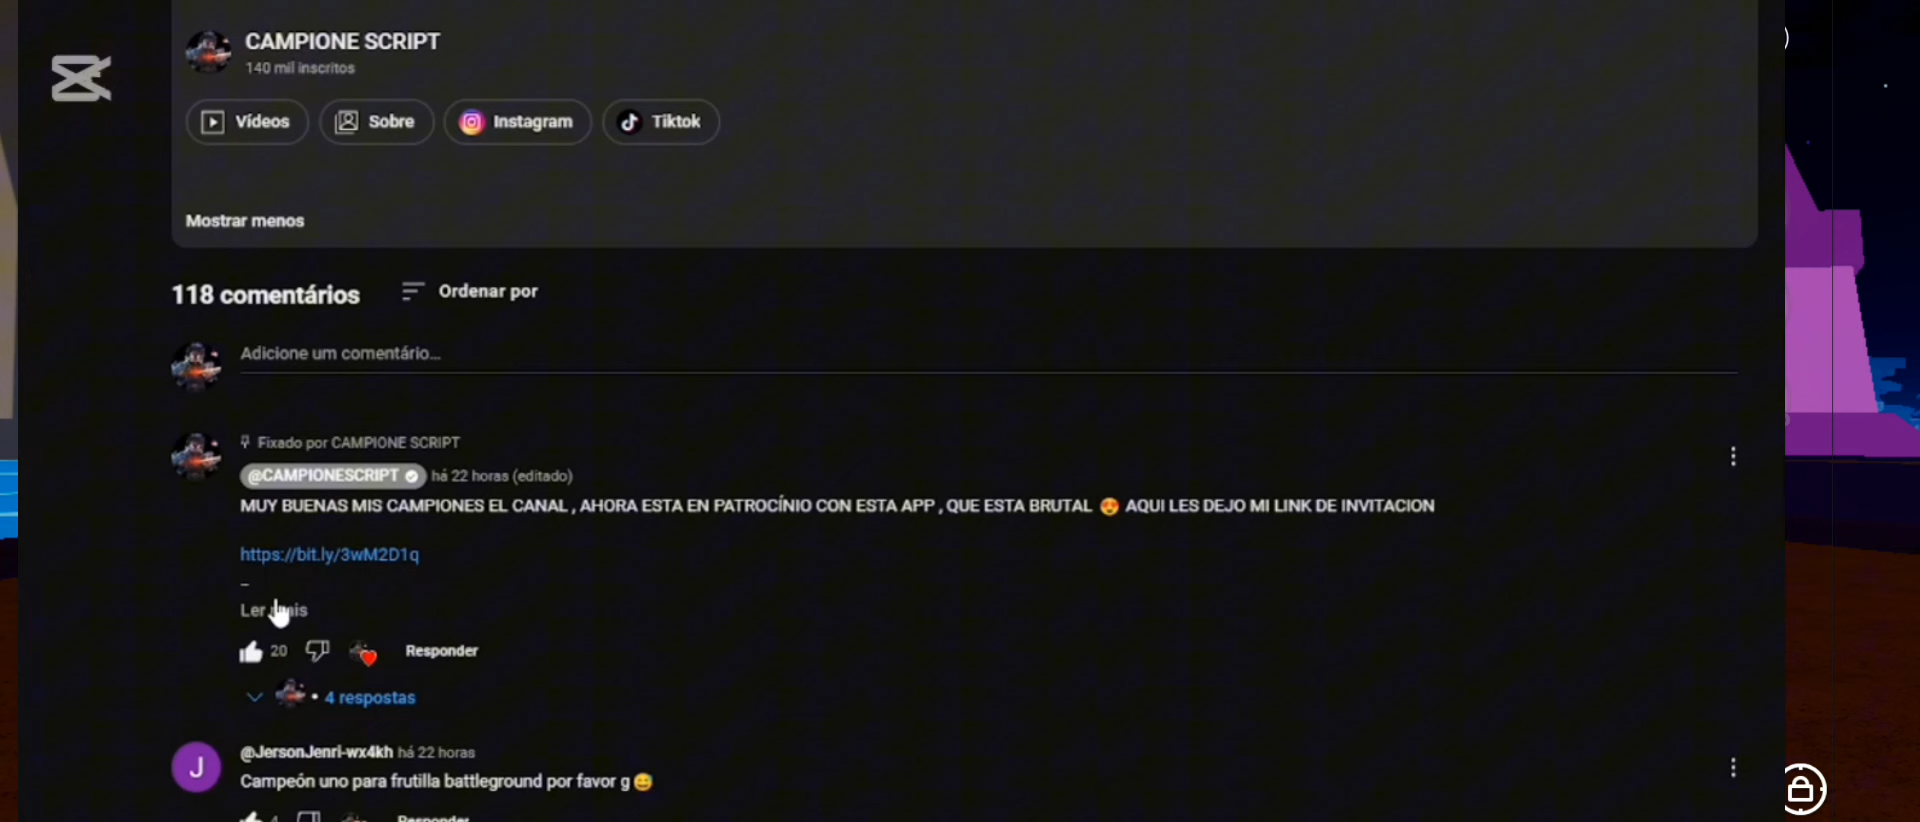 CAMPIONE SCRIPT
140 mil inscritos
Vídeos Sobre Instagram Tiktok
Mostrar menos
118 comentários Ordenar por
Adicione um comentário...
Fixado por CAMPIONE SCRIPT
@CAMPIONESCRIPT há 22 horas (editado)
MUY BUENAS MIS CAMPIONES EL CANAL , AHORA ESTA EN PATROCÍNIO CON ESTA APP , QUE ESTA BRUTAL 😍 AQUI LES DEJO MI LINK DE INVITACION
https://bit.ly/3wM2D1q
_
Ler
20 Responder
• 4 respostas
J
@JersonJenri-wx4kh há 22 horas
Campeón uno para frutilla battleground por favor g😅
4 Responder